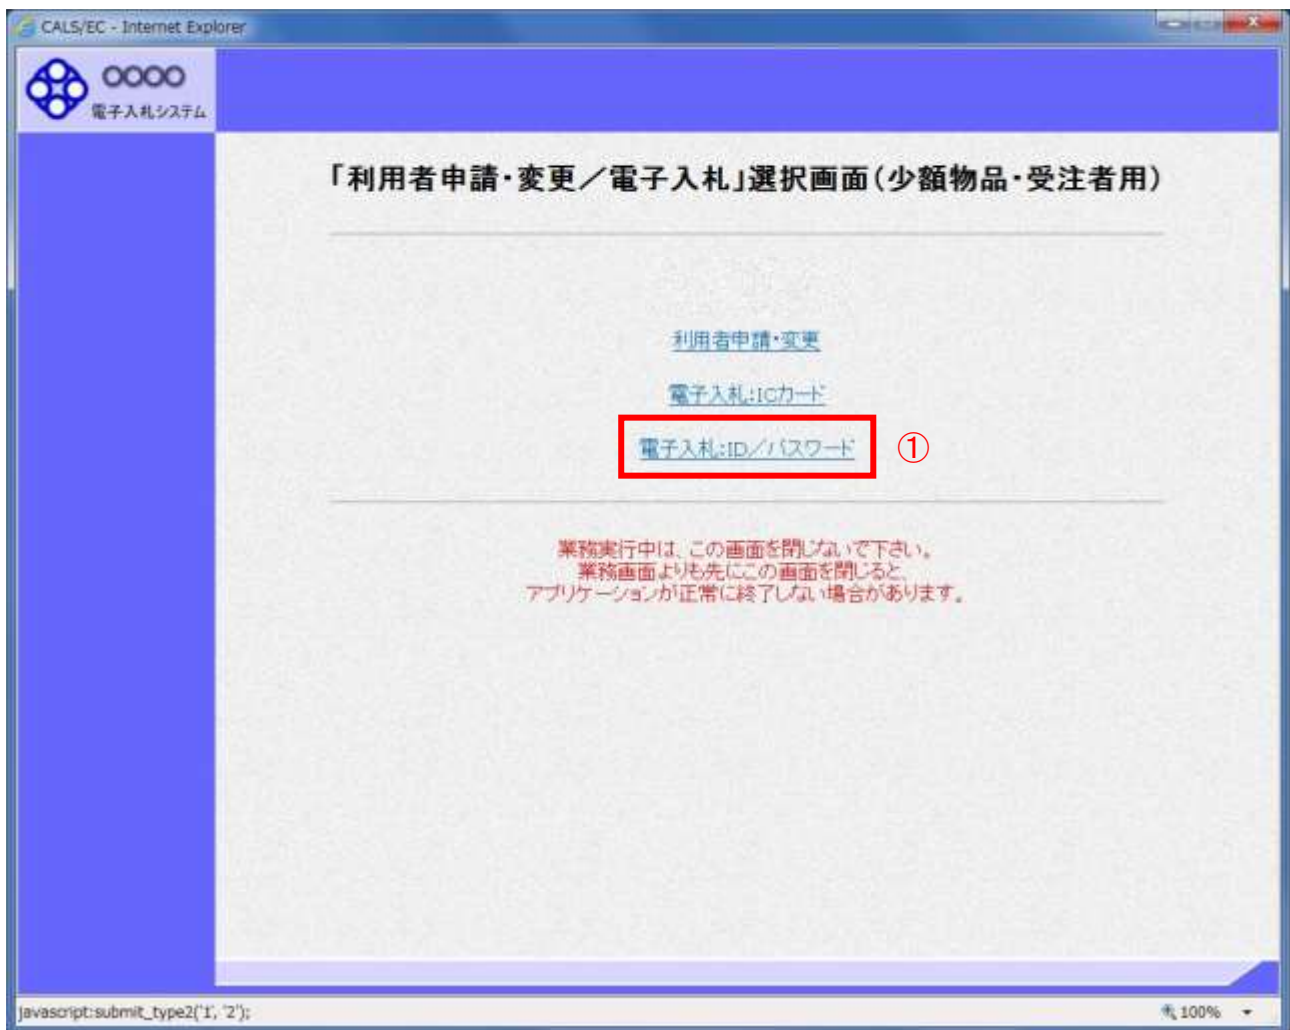 CALS/EC - Internet Explorer
○○○○
電子入札システム
「利用者申請・変更／電子入札」選択画面(少額物品・受注者用)
利用者申請・変更
電子入札:ICカード
電子入札:ID／パスワード
①
業務実行中は、この画面を閉じないで下さい。
業務画面よりも先にこの画面を閉じると、
アプリケーションが正常に終了しない場合があります。
javascript:submit_type2('1', '2');
100%